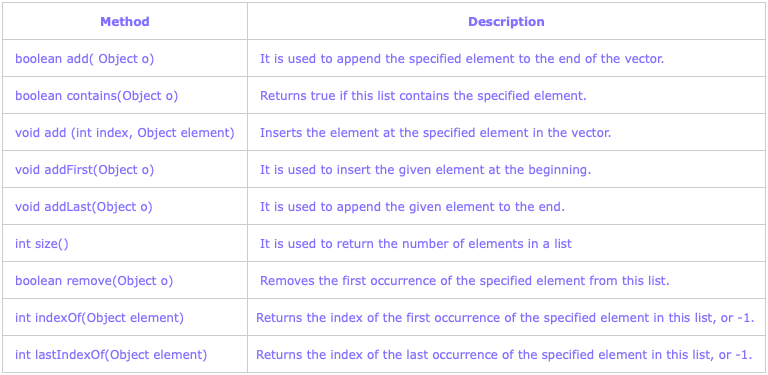 Method Description
boolean add( Object o) It is used to append the specified element to the end of the vector.
boolean contains(Object o) Returns true if this list contains the specified element.
void add (int index, Object element) Inserts the element at the specified element in the vector.
void addFirst(Object o) It is used to insert the given element at the beginning.
void addLast(Object o) It is used to append the given element to the end.
int size() It is used to return the number of elements in a list
boolean remove(Object o) Removes the first occurrence of the specified element from this list.
int indexOf(Object element) Returns the index of the first occurrence of the specified element in this list, or -1.
int lastIndexOf(Object element) Returns the index of the last occurrence of the specified element in this list, or -1.